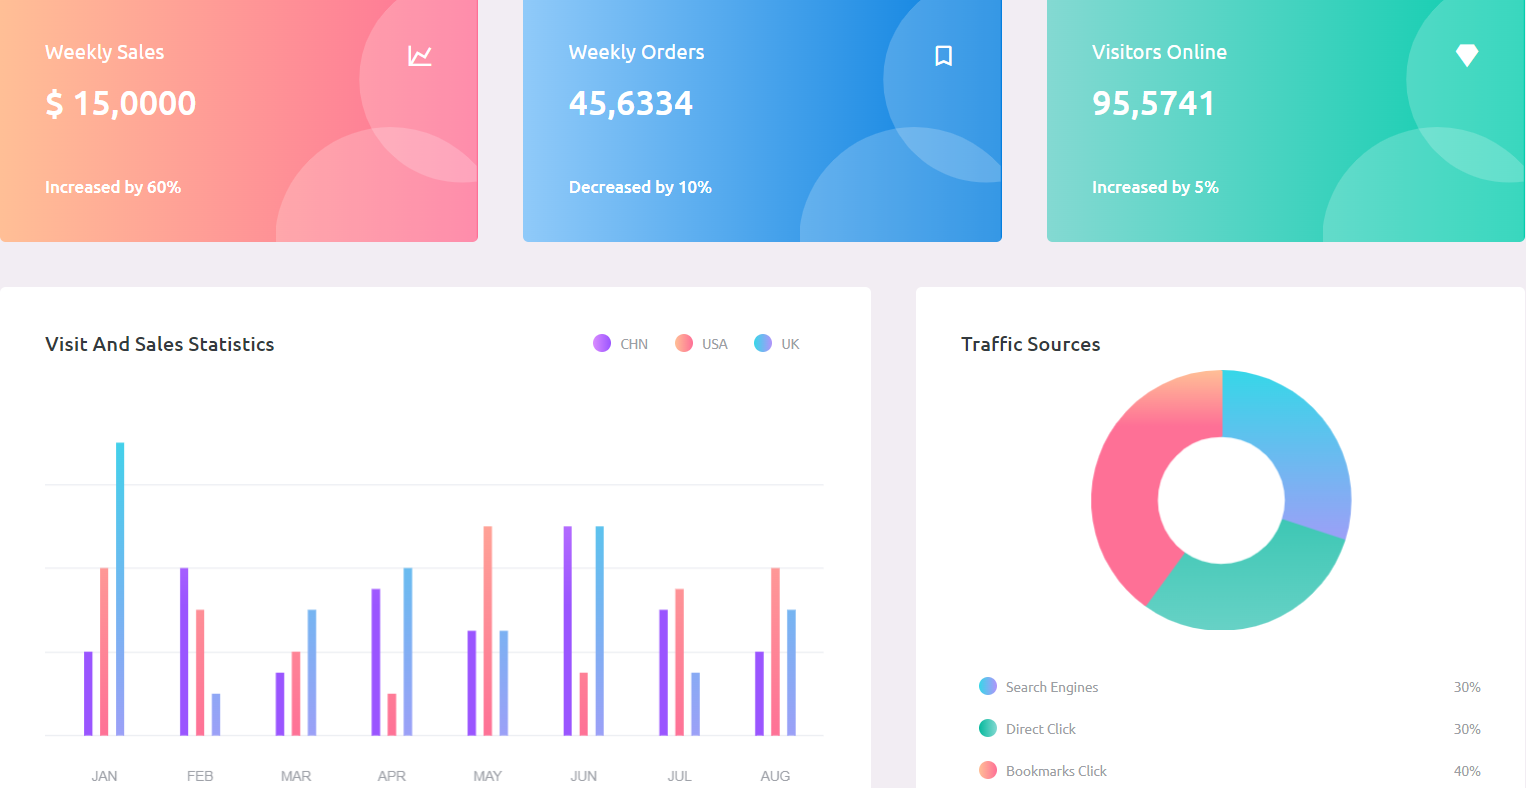 Weekly Sales
$ 15,0000
Increased by 60%
Weekly Orders
45,6334
Decreased by 10%
Visitors Online
95,5741
Increased by 5%
Visit And Sales Statistics
CHN USA UK
JAN FEB MAR APR MAY JUN JUL AUG
Traffic Sources
Search Engines 30%
Direct Click 30%
Bookmarks Click 40%